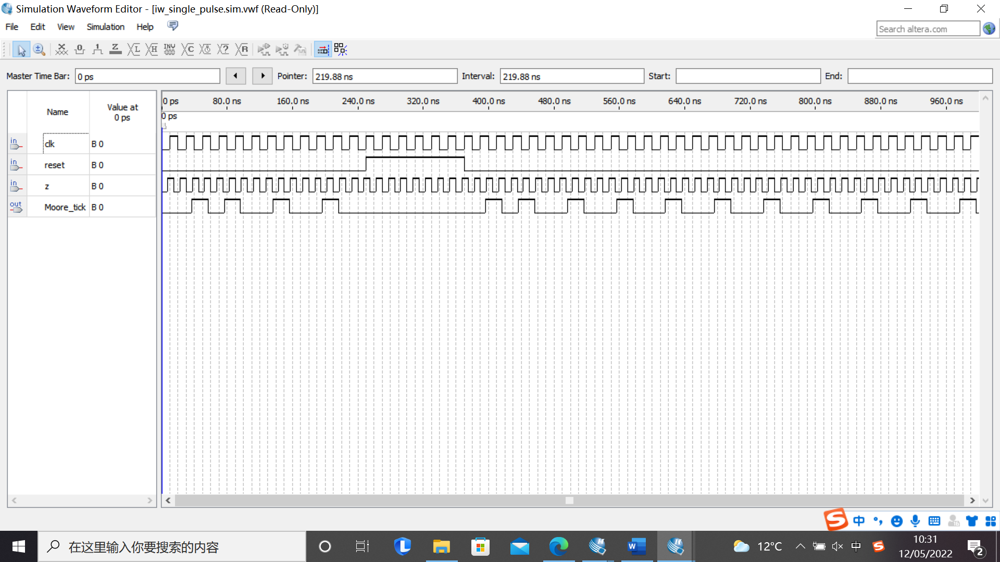 Simulation Waveform Editor - [iw_single_pulse.sim.vwf (Read-Only)]
File Edit View Simulation Help
Search altera.com
Master Time Bar: 0 ps Pointer: 219.88 ns Interval: 219.88 ns Start: End:
Name Value at 0 ps
0 ps 80.0 ns 160.0 ns 240.0 ns 320.0 ns 400.0 ns 480.0 ns 560.0 ns 640.0 ns 720.0 ns 800.0 ns 880.0 ns 960.0 ns
0 ps
in clk B 0
in reset B 0
in z B 0
out Moore_tick B 0
中
在这里输入你要搜索的内容
12°C 中 10:31
12/05/2022
2